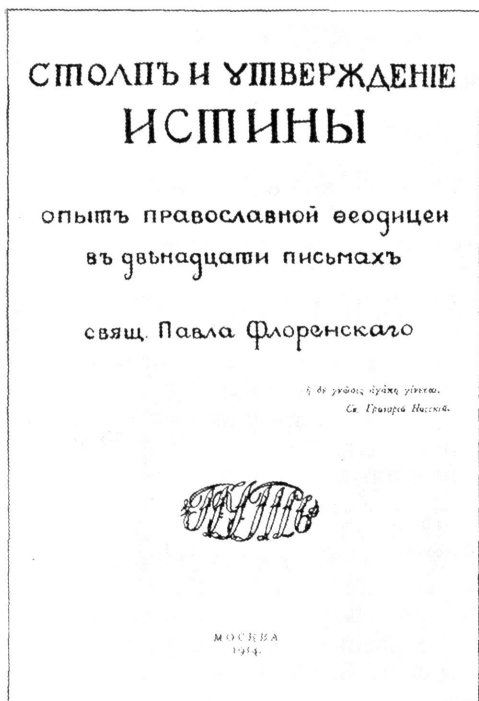 СТОЛПЪ И УТВЕРЖДЕНІЕ
ИСТИНЫ
опытъ православной ѳеодицеи
въ двѣнадцати письмахъ
свящ. Павла Флоренскаго
ἡ δὲ γνῶσις ἀγάπη γίνεται.
Св. Григорій Нисскій.
ПУТЬ
МОСКВА
1914.